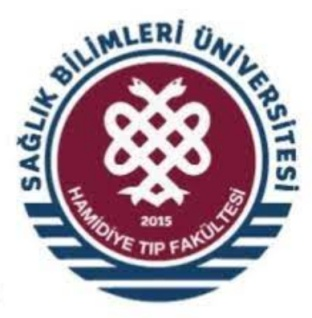 SAĞLIK BİLİMLERİ ÜNİVERSİTESİ
2015
HAMİDİYE TIP FAKÜLTESİ